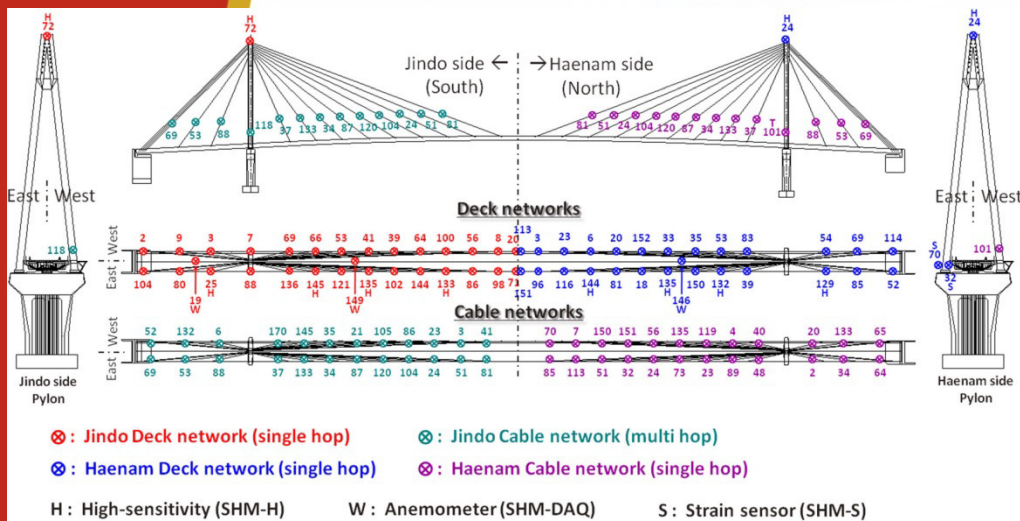 H
72
H
72
H
24
H
24
Jindo side ← → Haenam side
(South) (North)
69 53 88 118 37 133 34 87 120 104 24 51 81
81 51 24 104 120 87 34 133 37 T 101 88 53 69
East West
East West
118
101
S
70
32
S
Deck networks
2 9 3 7 69 66 53 41 39 64 100 56 8 20 113 3 23 6 20 152 33 35 53 83 54 69 114
East West
104 80 25 88 136 145 121 135 102 144 133 86 98 71 151 96 116 144 81 18 135 150 132 39 129 85 52
H H H H H H H H
19
W
149
W
146
W
Cable networks
52 132 6 170 145 35 21 105 86 23 3 41 70 7 150 151 56 135 119 4 40 20 133 65
East West
69 53 88 37 133 34 87 120 104 24 51 81 85 113 51 32 24 73 23 89 48 2 34 64
Jindo side
Pylon
Haenam side
Pylon
⊗ : Jindo Deck network (single hop) ⊗ : Jindo Cable network (multi hop)
⊗ : Haenam Deck network (single hop) ⊗ : Haenam Cable network (single hop)
H : High-sensitivity (SHM-H) W : Anemometer (SHM-DAQ) S : Strain sensor (SHM-S)